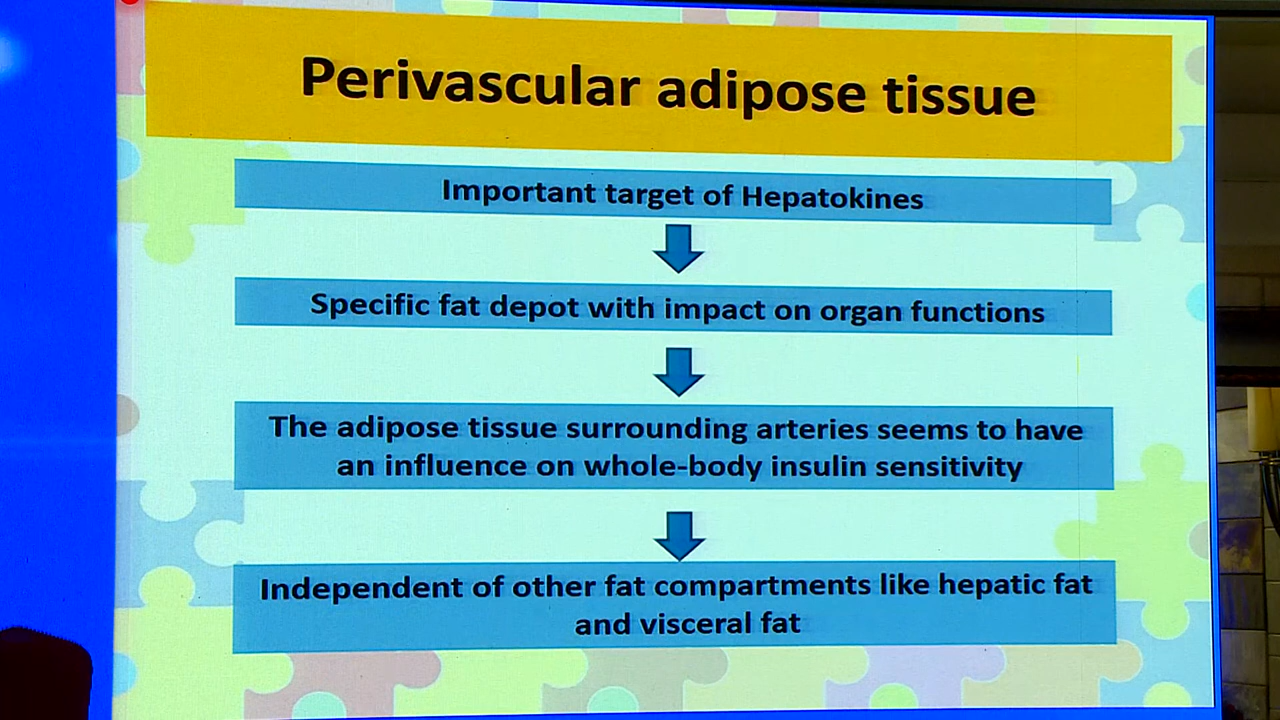 Perivascular adipose tissue
Important target of Hepatokines
Specific fat depot with impact on organ functions
The adipose tissue surrounding arteries seems to have
an influence on whole-body insulin sensitivity
Independent of other fat compartments like hepatic fat
and visceral fat